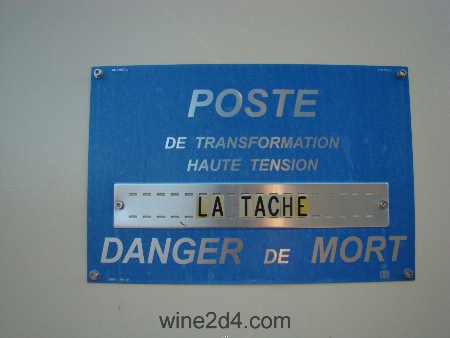 POSTE
DE TRANSFORMATION
HAUTE TENSION
LA TACHE
DANGER DE MORT
wine2d4.com